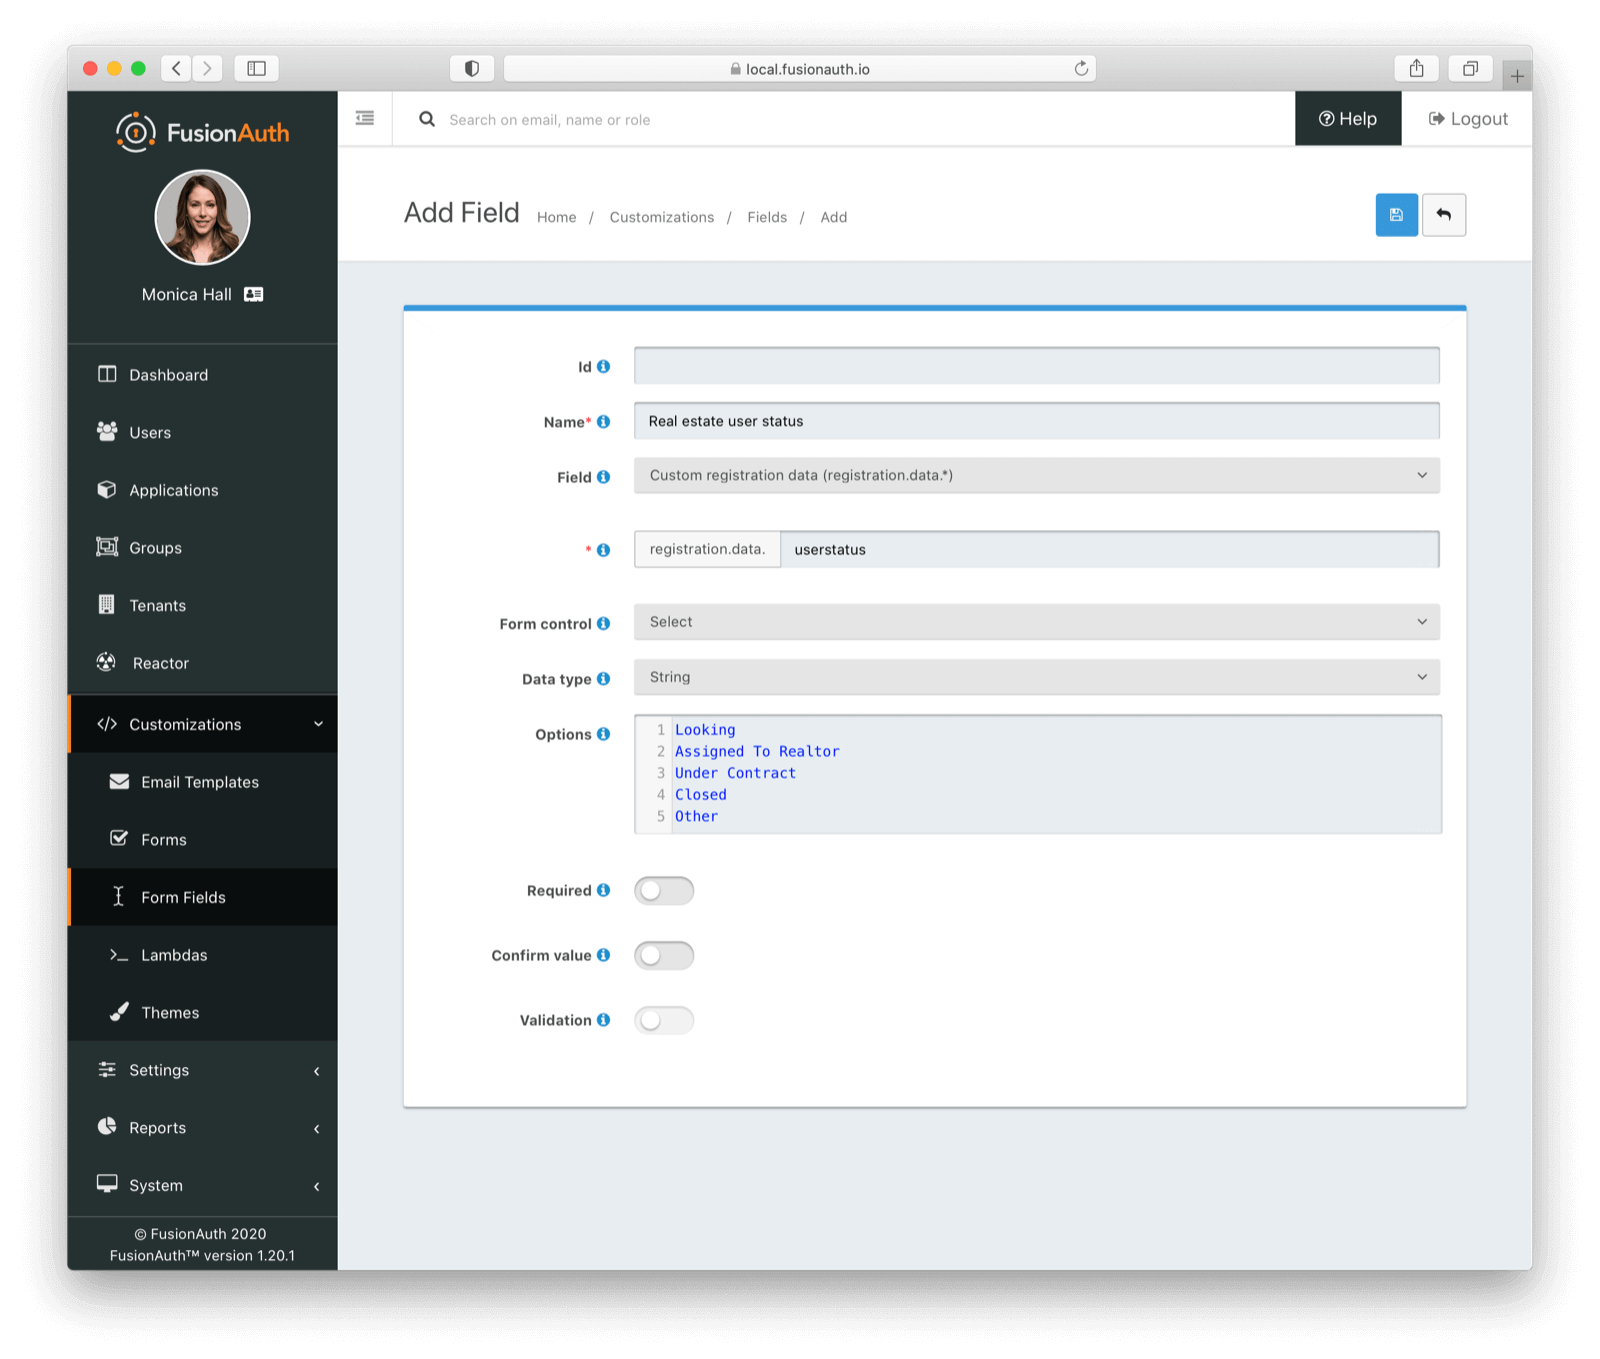 local.fusionauth.io
FusionAuth
Search on email, name or role
Help
Logout
Monica Hall
Add Field
Home / Customizations / Fields / Add
Dashboard
Users
Applications
Groups
Tenants
Reactor
Customizations
Email Templates
Forms
Form Fields
Lambdas
Themes
Settings
Reports
System
© FusionAuth 2020
FusionAuth™ version 1.20.1
Id
Name* Real estate user status
Field Custom registration data (registration.data.*)
* registration.data. userstatus
Form control Select
Data type String
Options
1 Looking
2 Assigned To Realtor
3 Under Contract
4 Closed
5 Other
Required
Confirm value
Validation